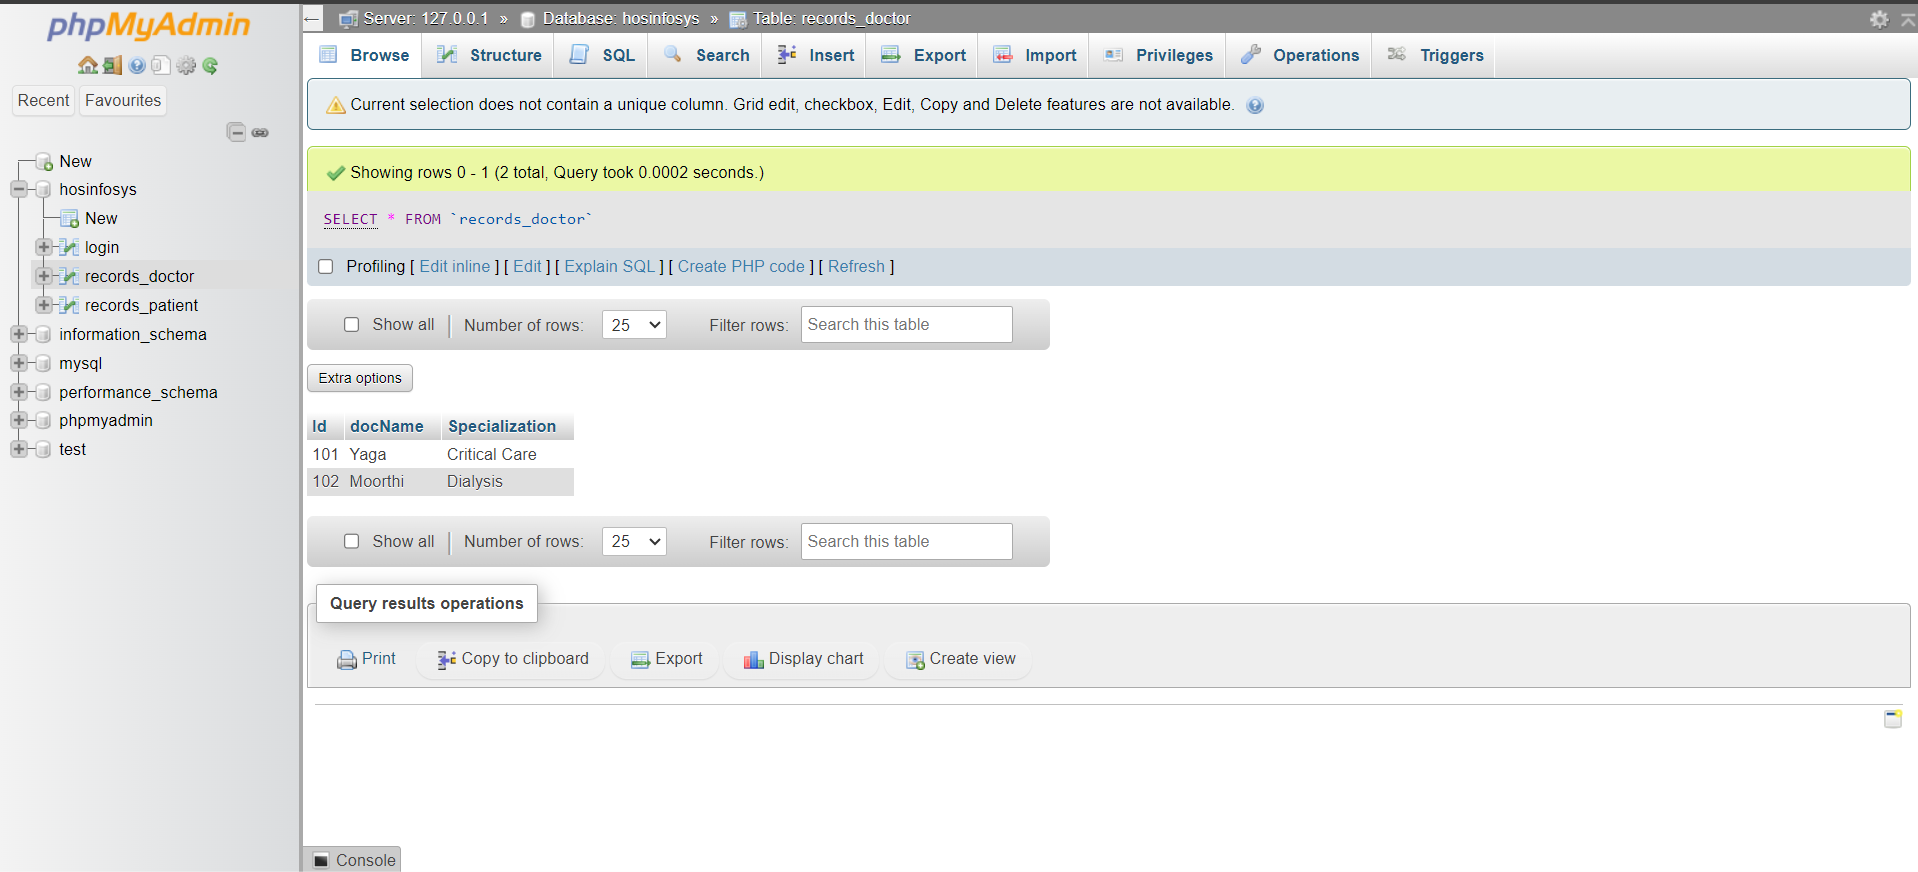 phpMyAdmin
Recent Favourites
New
hosinfosys
New
login
records_doctor
records_patient
information_schema
mysql
performance_schema
phpmyadmin
test
Server: 127.0.0.1 » Database: hosinfosys » Table: records_doctor
Browse Structure SQL Search Insert Export Import Privileges Operations Triggers
Current selection does not contain a unique column. Grid edit, checkbox, Edit, Copy and Delete features are not available.
Showing rows 0 - 1 (2 total, Query took 0.0002 seconds.)
SELECT * FROM `records_doctor`
Profiling [ Edit inline ] [ Edit ] [ Explain SQL ] [ Create PHP code ] [ Refresh ]
Show all Number of rows: 25 Filter rows: Search this table
Extra options
Id docName Specialization
101 Yaga Critical Care
102 Moorthi Dialysis
Show all Number of rows: 25 Filter rows: Search this table
Query results operations
Print Copy to clipboard Export Display chart Create view
Console